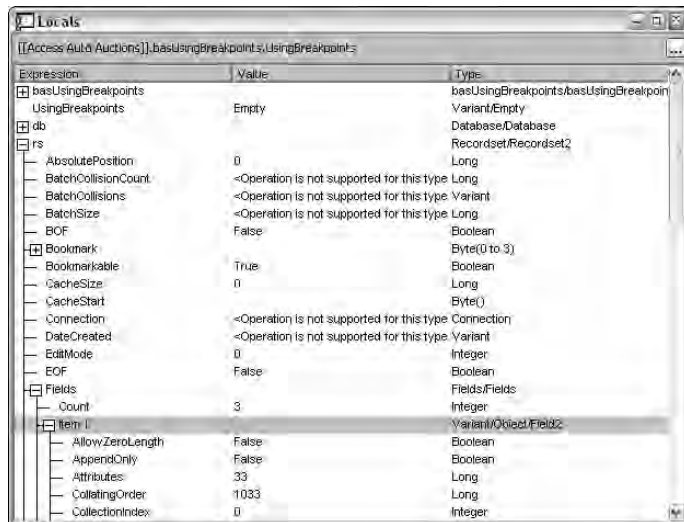 Locals
[[Access Auto Auctions]].basUsingBreakpoints.UsingBreakpoints
...
Expression Value Type
basUsingBreakpoints basUsingBreakpoints/basUsingBreakpoin
UsingBreakpoints Empty Variant/Empty
db Database/Database
rs Recordset/Recordset2
AbsolutePosition 0 Long
BatchCollisionCount <Operation is not supported for this type Long
BatchCollisions <Operation is not supported for this type Variant
BatchSize <Operation is not supported for this type Long
BOF False Boolean
Bookmark Byte(0 to 3)
Bookmarkable True Boolean
CacheSize 0 Long
CacheStart Byte()
Connection <Operation is not supported for this type Connection
DateCreated <Operation is not supported for this type Variant
EditMode 0 Integer
EOF False Boolean
Fields Fields/Fields
Count 3 Integer
Item 1 Variant/Object/Field2
AllowZeroLength False Boolean
AppendOnly False Boolean
Attributes 33 Long
CollatingOrder 1033 Long
CollectionIndex 0 Integer